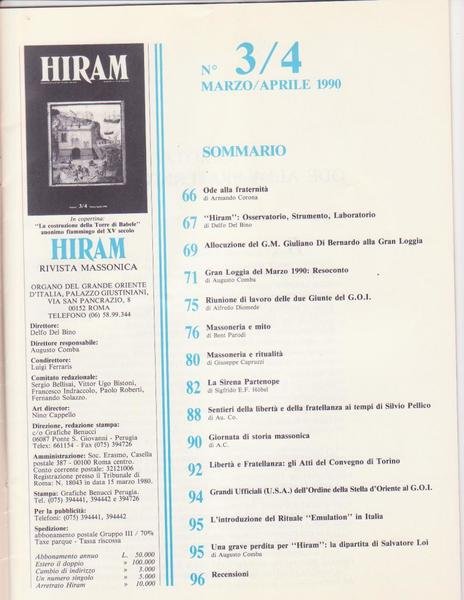 HIRAM
3/4
In copertina:
"La costruzione della Torre di Babele"
anonimo fiammingo del XV secolo
HIRAM
RIVISTA MASSONICA
ORGANO DEL GRANDE ORIENTE
D'ITALIA, PALAZZO GIUSTINIANI,
VIA SAN PANCRAZIO, 8
00152 ROMA
TELEFONO (06) 58.99.344
Direttore:
Delfo Del Bino
Direttore responsabile:
Augusto Comba
Condirettore:
Luigi Ferraris
Comitato redazionale:
Sergio Bellisai, Vittor Ugo Bistoni,
Francesco Indraccolo, Paolo Roberti,
Fernando Solazzo.
Art director:
Nino Cappello
Direzione, redazione stampa:
c/o Grafiche Benucci
06087 Ponte S. Giovanni - Perugia
Telex: 661154 - Fax (075) 394726
Amministrazione: Soc. Erasmo, Casella
postale 387 - 00100 Roma centro.
Conto corrente postale: 32121006
Registrazione presso il Tribunale di
Roma: N. 18043 in data 15 marzo 1980.
Stampa: Grafiche Benucci Perugia.
Tel. (075) 394441, 394442 e 392727
Per la pubblicità:
Telefoni: (075) 394441, 394442
Spedizione:
abbonamento postale Gruppo III / 70%
Taxe parque - Tassa riscossa
Abbonamento annuo L. 50.000
Estero il doppio » 100.000
Cambio di indirizzo » 3.000
Un numero singolo » 5.000
Arretrato Hiram » 10.000
N° 3/4
MARZO/APRILE 1990
SOMMARIO
66 Ode alla fraternità
di Armando Corona
67 "Hiram": Osservatorio, Strumento, Laboratorio
di Delfo Del Bino
69 Allocuzione del G.M. Giuliano Di Bernardo alla Gran Loggia
71 Gran Loggia del Marzo 1990: Resoconto
di Augusto Comba
75 Riunione di lavoro delle due Giunte del G.O.I.
di Alfredo Diomede
76 Massoneria e mito
di Bent Parodi
80 Massoneria e ritualità
di Giuseppe Capruzzi
82 La Sirena Partenope
di Sigfrido E.F. Höbel
88 Sentieri della libertà e della fratellanza ai tempi di Silvio Pellico
di Au. Co.
90 Giornata di storia massonica
di A.C.
92 Libertà e Fratellanza: gli Atti del Convegno di Torino
94 Grandi Ufficiali (U.S.A.) dell'Ordine della Stella d'Oriente al G.O.I.
95 L'introduzione del Rituale "Emulation" in Italia
95 Una grave perdita per "Hiram": la dipartita di Salvatore Loi
di Augusto Comba
96 Recensioni